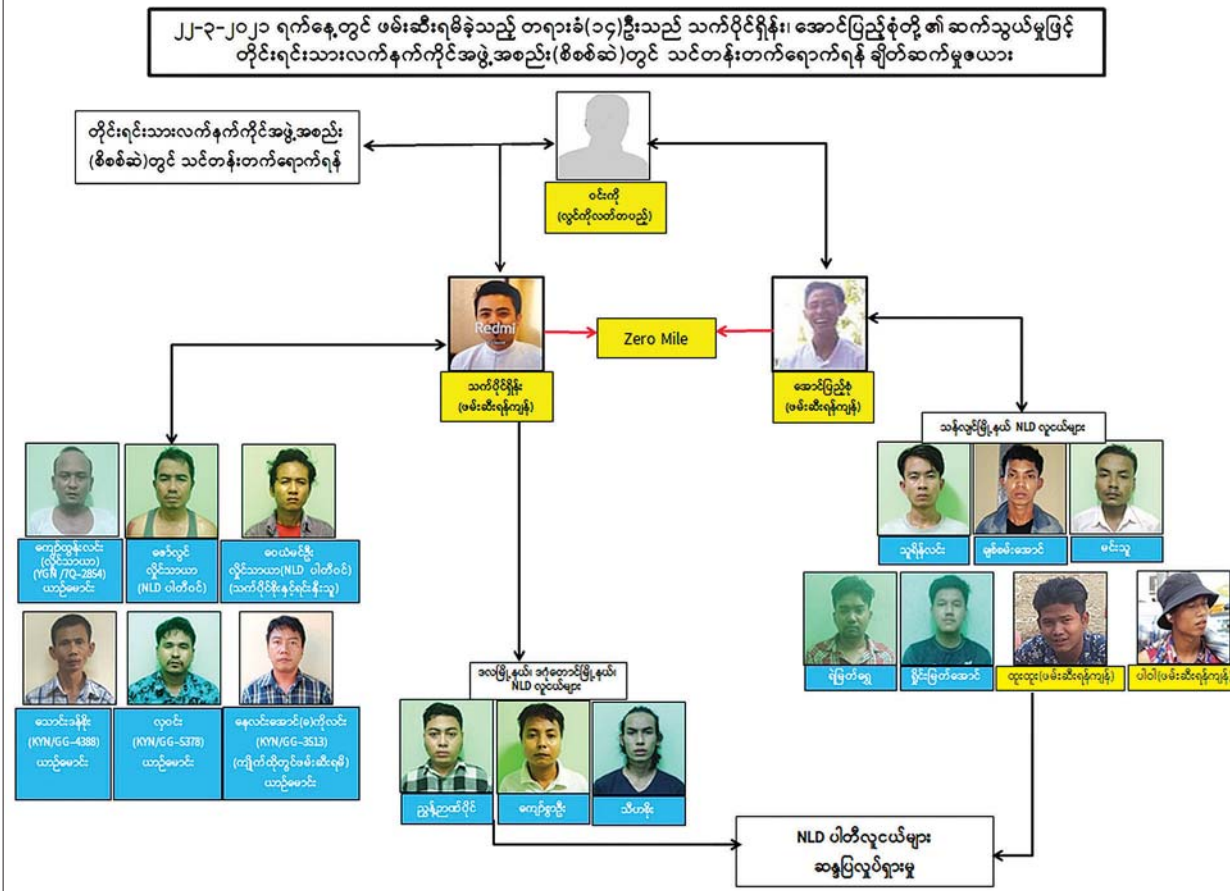 ၂၂-၃-၂၀၂၁ ရက်နေ့တွင် ဖမ်းဆီးရမိခဲ့သည့် တရားခံ(၁၄)ဦးသည် သက်ပိုင်ရှိန်း၊ အောင်ပြည့်စုံတို့ ၏ ဆက်သွယ်မှုဖြင့်
တိုင်းရင်းသားလက်နက်ကိုင်အဖွဲ့အစည်း(စိစစ်ဆဲ)တွင် သင်တန်းတက်ရောက်ရန် ချိတ်ဆက်မှုဇယား
တိုင်းရင်းသားလက်နက်ကိုင်အဖွဲ့အစည်း
(စိစစ်ဆဲ)တွင် သင်တန်းတက်ရောက်ရန်
ဝင်းကို
(လွင်ကိုလတ်တပည့်)
Redmi
Zero Mile
သက်ပိုင်ရှိန်း
(ဖမ်းဆီးရန်ကျန်)
အောင်ပြည့်စုံ
(ဖမ်းဆီးရန်ကျန်)
သန်လျင်မြို့နယ် NLD လူငယ်များ
ကျော်ထွန်းလင်း
(လှိုင်သာယာ)
(YGN /7Q-2854)
ယာဉ်မောင်း
ဇော်လွင်
လှိုင်သာယာ
(NLD ပါတီဝင်)
ဝေယံမင်ဦး
လှိုင်သာယာ(NLD ပါတီဝင်)
(သက်ပိုင်စိုးနှင့်ရင်းနှီးသူ)
သူရိန်လင်း
ချစ်စမ်းအောင်
မင်းသူ
ရဲမြတ်ရွှေ
ရှိုင်းမြတ်အောင်
ထူးထူး(ဖမ်းဆီးရန်ကျန်)
ပါဝါ(ဖမ်းဆီးရန်ကျန်)
သောင်းဒန်စိုး
(KYN/GG-4388)
ယာဉ်မောင်း
လှဝင်း
(KYN/GG-5378)
ယာဉ်မောင်း
နေလင်းအောင်(ခ)ကိုလင်း
(KYN/GG-3513)
(ကျိုက်ထိုတွင်ဖမ်းဆီးရမိ)
ယာဉ်မောင်း
ဒလမြို့နယ်၊ ဒဂုံတောင်မြို့နယ်၊
NLD လူငယ်များ
ညွန့်ဉာဏ်ပိုင်
ကျော်စွာဦး
သီဟစိုး
NLD ပါတီလူငယ်များ
ဆန္ဒပြလှုပ်ရှားမှု